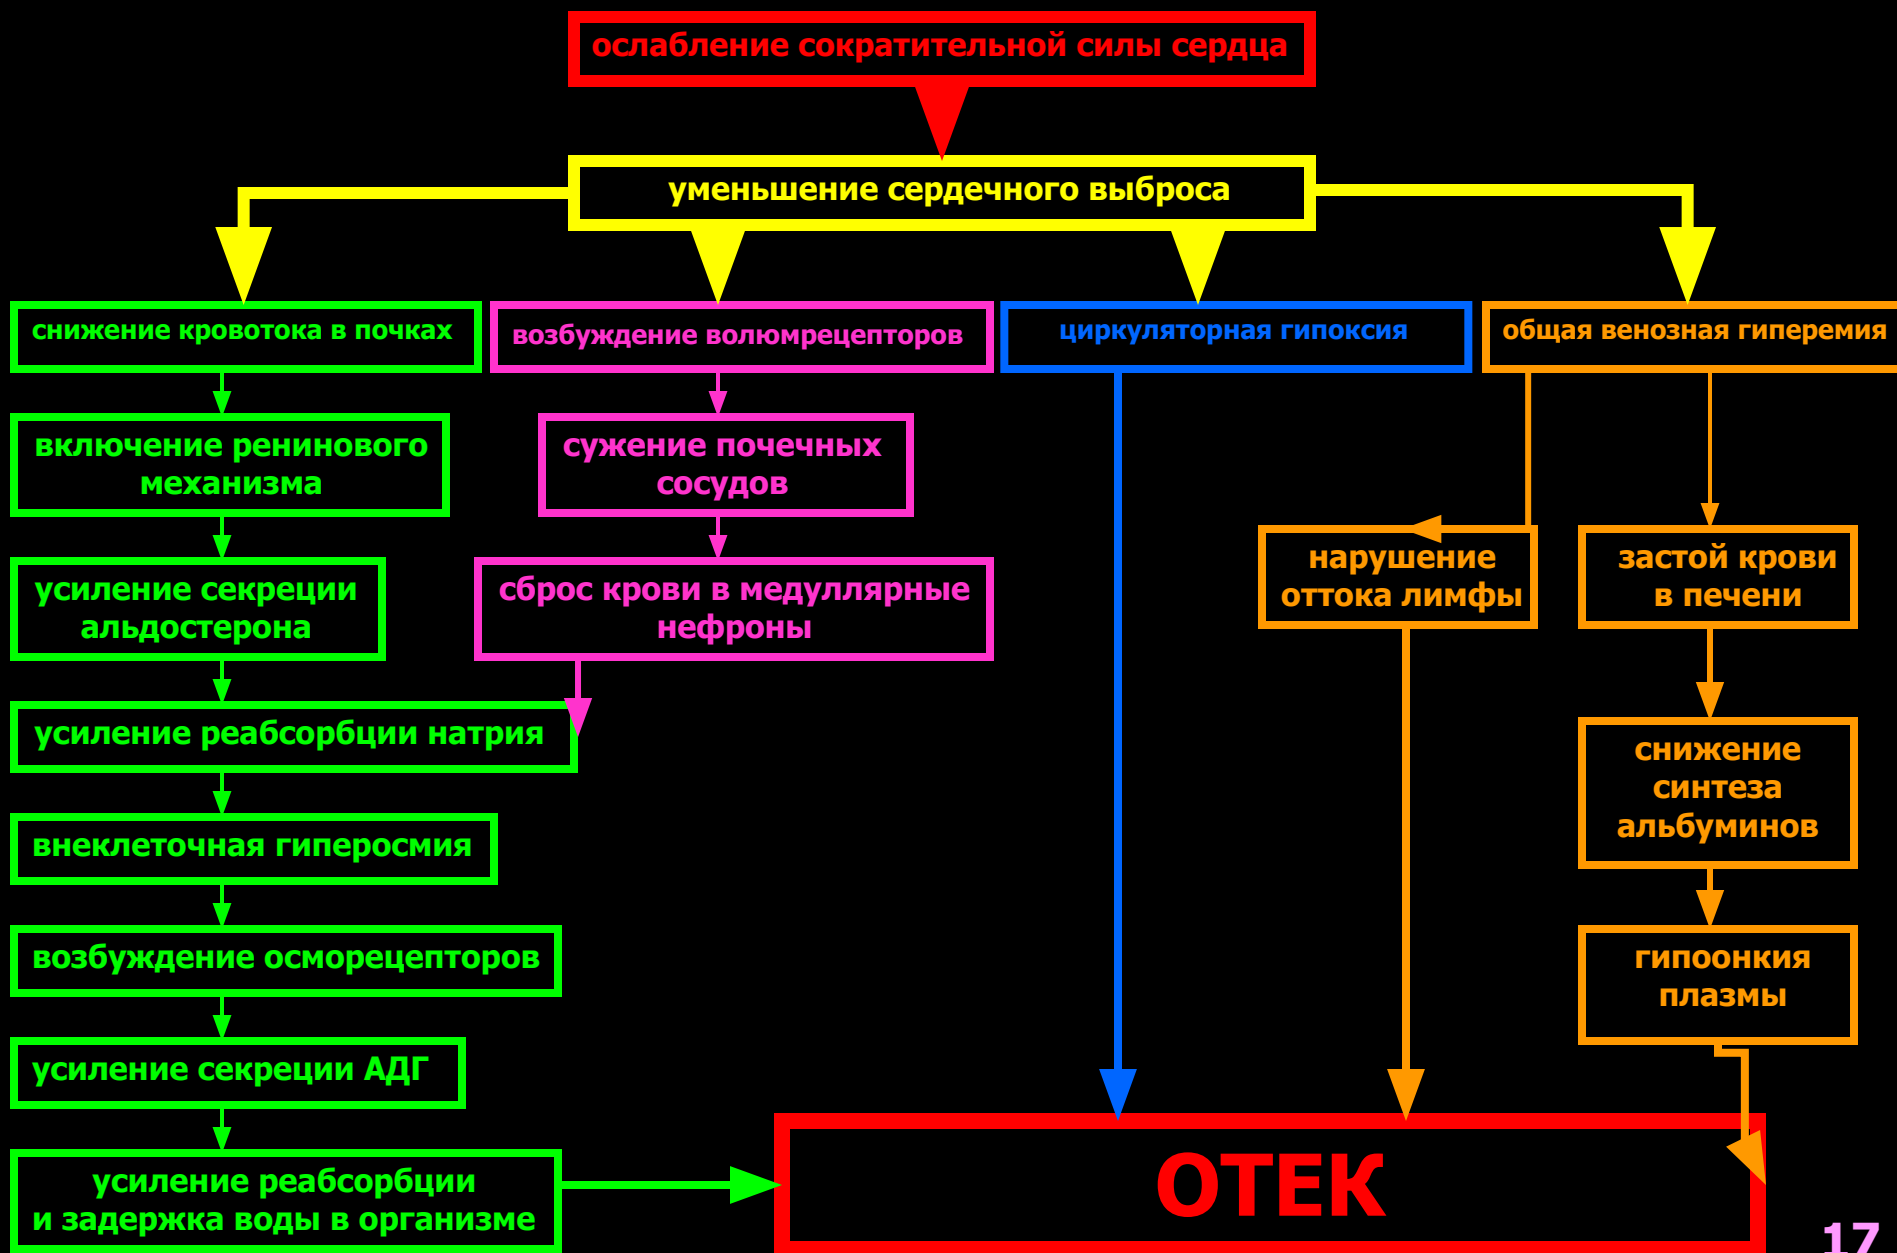 ослабление сократительной силы сердца
уменьшение сердечного выброса
снижение кровотока в почках
возбуждение волюмрецепторов
циркуляторная гипоксия
общая венозная гиперемия
включение ренинового
механизма
сужение почечных
сосудов
усиление секреции
альдостерона
сброс крови в медуллярные
нефроны
нарушение
оттока лимфы
застой крови
в печени
усиление реабсорбции натрия
снижение
синтеза
альбуминов
внеклеточная гиперосмия
возбуждение осморецепторов
гипоонкия
плазмы
усиление секреции АДГ
усиление реабсорбции
и задержка воды в организме
ОТЕК
17